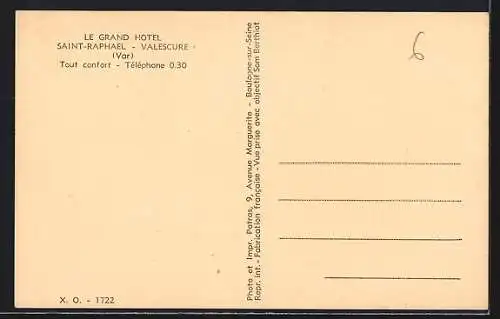 LE GRAND HOTEL
SAINT-RAPHAEL - VALESCURE
(Var)
Tout confort - Téléphone 0.30
X. O. - 1722
Photo et Impr. Patras, 9, Avenue Marguerite - Boulogne-sur-Seine
Repr. int. - Fabrication française - Vue prise avec objectif Som Berthiot
6